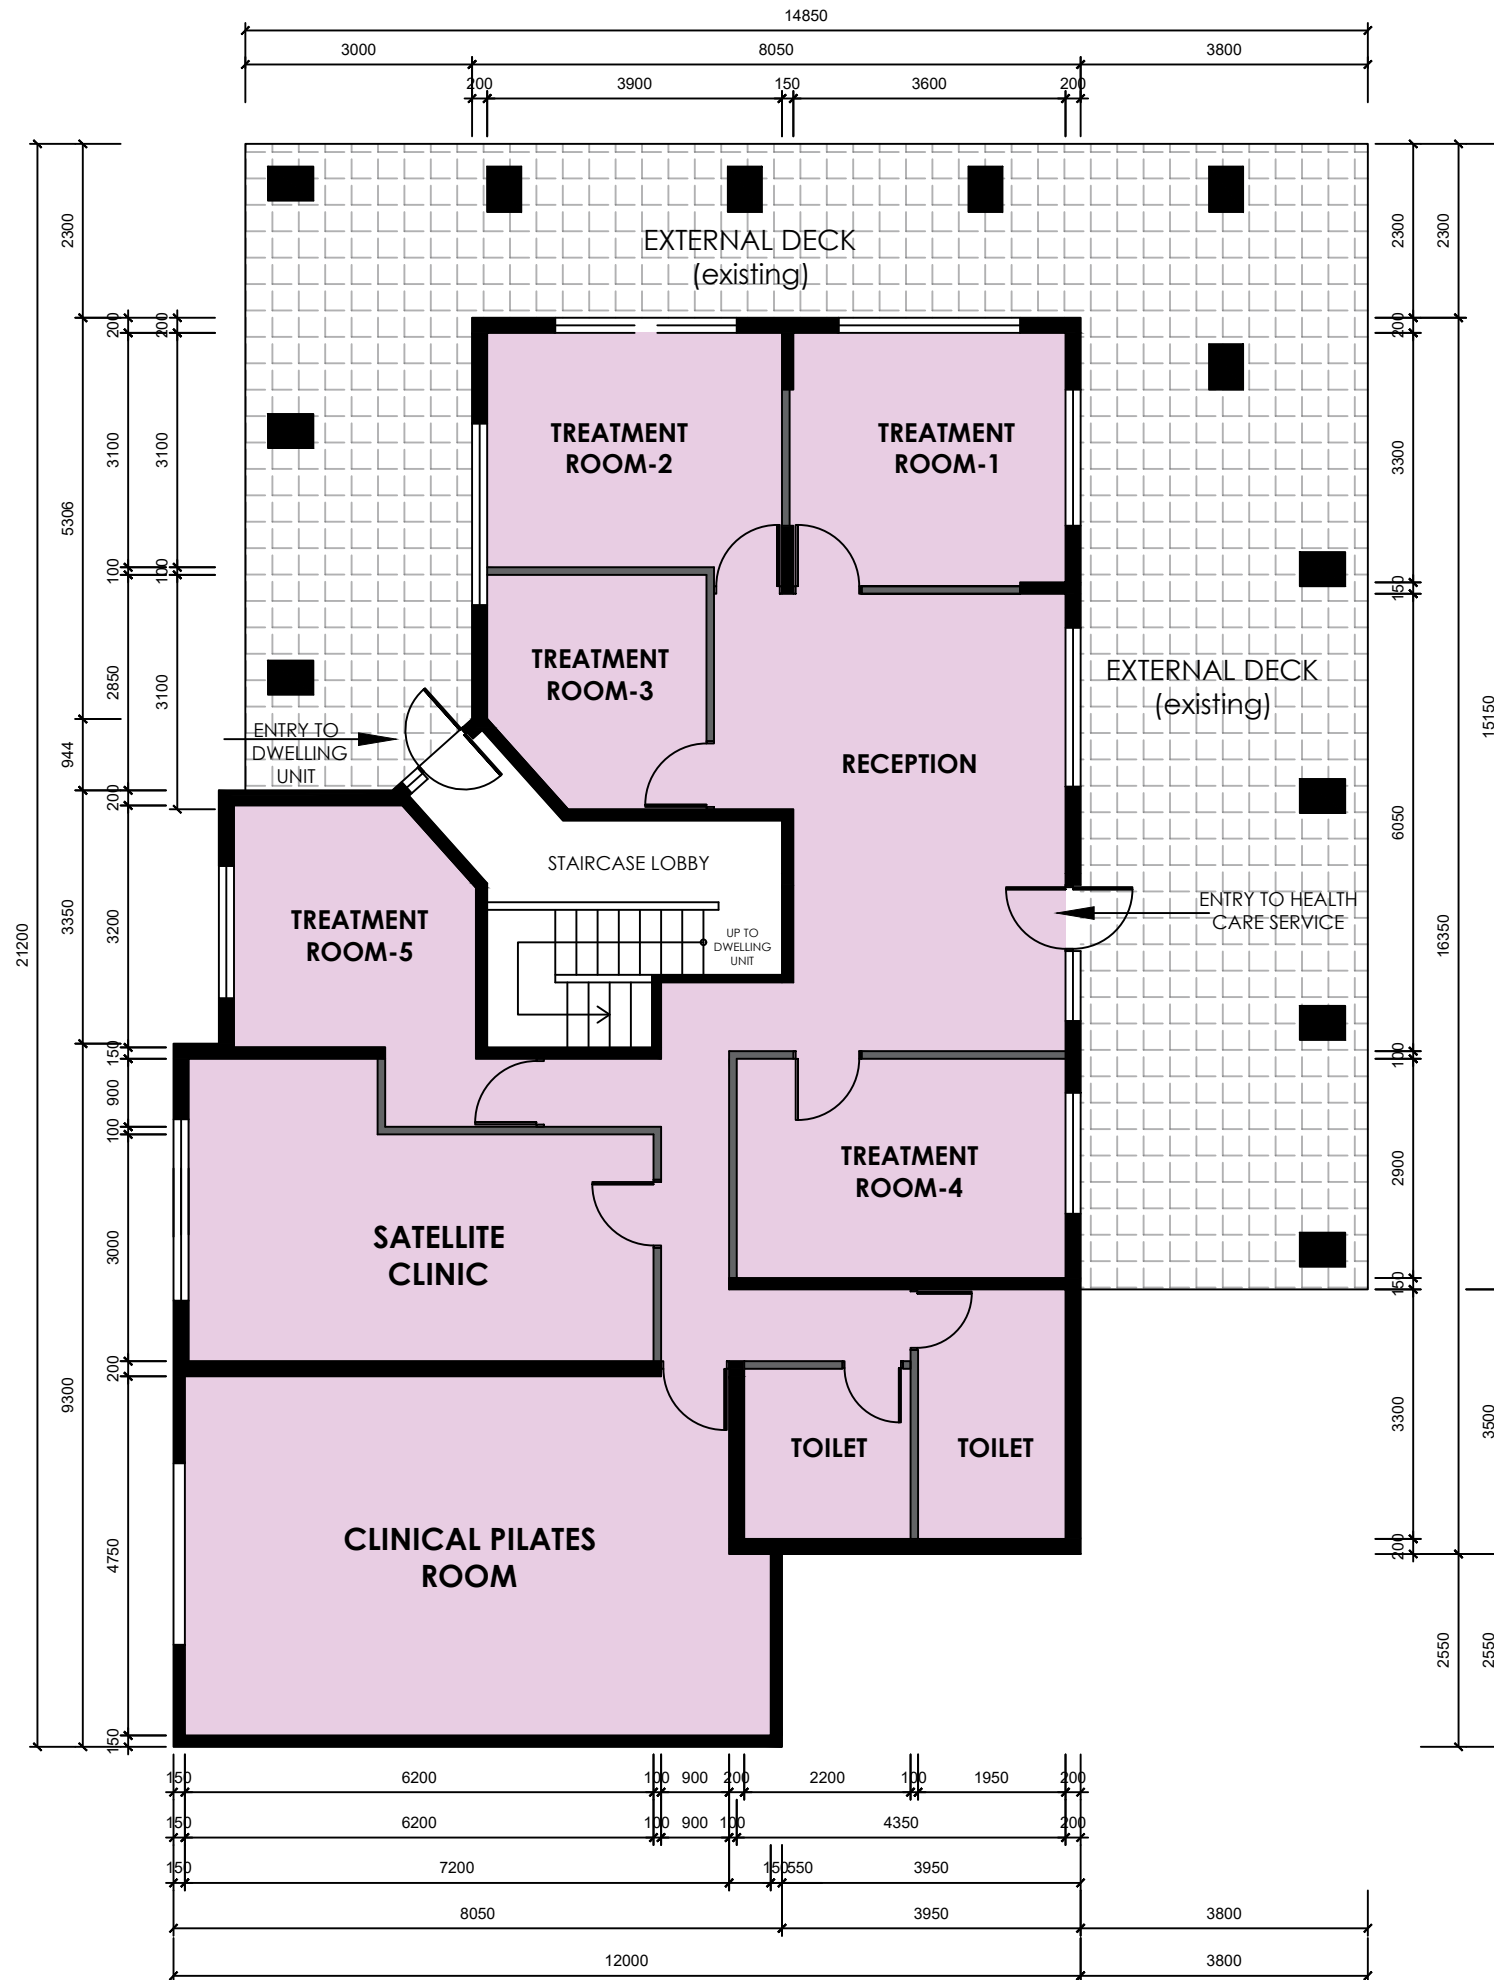 14850
3000
8050
3800
200
3900
150
3600
200
2300
2300
2300
EXTERNAL DECK
(existing)
200
200
200
3100
3100
5306
3300
TREATMENT
ROOM-2
TREATMENT
ROOM-1
100
100
150
2850
3100
TREATMENT
ROOM-3
EXTERNAL DECK
(existing)
15150
944
ENTRY TO
DWELLING
UNIT
RECEPTION
200
6050
STAIRCASE LOBBY
ENTRY TO HEALTH
CARE SERVICE
21200
3350
3200
TREATMENT
ROOM-5
UP TO
DWELLING
UNIT
16350
150
100
900
100
2900
TREATMENT
ROOM-4
3000
SATELLITE
CLINIC
150
200
9300
3300
3500
TOILET
TOILET
4750
CLINICAL PILATES
ROOM
200
2550
2550
150
150
6200
100
900
200
2200
100
1950
200
150
6200
100
900
100
4350
200
150
7200
150
550
3950
8050
3950
3800
12000
3800